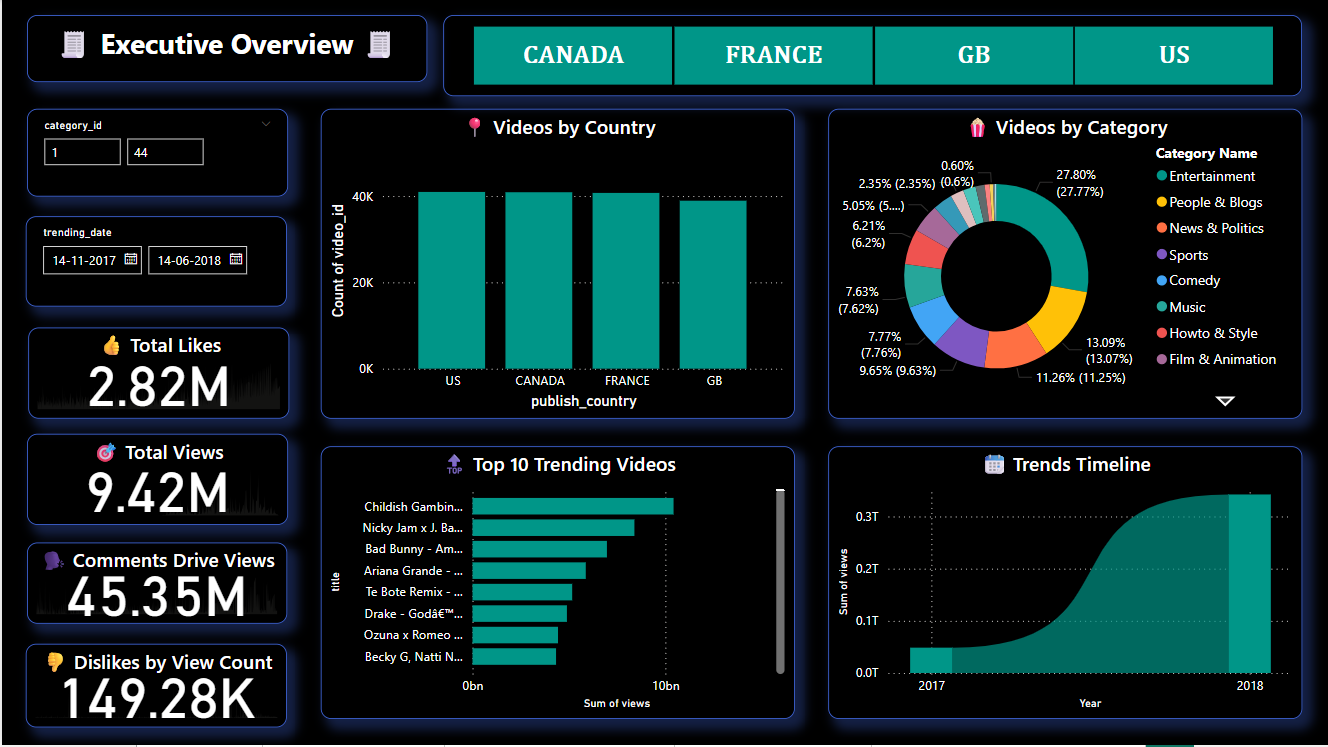 Executive Overview
CANADA
FRANCE
GB
US
category_id
1
44
trending_date
14-11-2017
14-06-2018
Total Likes
2.82M
Total Views
9.42M
Comments Drive Views
45.35M
Dislikes by View Count
149.28K
Videos by Country
Count of video_id
40K
20K
0K
US
CANADA
FRANCE
GB
publish_country
Videos by Category
0.60%
(0.6%)
2.35% (2.35%)
5.05% (5....)
6.21%
(6.2%)
7.63%
(7.62%)
7.77%
(7.76%)
9.65% (9.63%)
27.80%
(27.77%)
13.09%
(13.07%)
11.26% (11.25%)
Category Name
Entertainment
People & Blogs
News & Politics
Sports
Comedy
Music
Howto & Style
Film & Animation
TOP
Top 10 Trending Videos
title
Childish Gambin...
Nicky Jam x J. Ba...
Bad Bunny - Am...
Ariana Grande - ...
Te Bote Remix - ...
Drake - Godâ€™...
Ozuna x Romeo ...
Becky G, Natti N...
0bn
10bn
Sum of views
Trends Timeline
Sum of views
0.3T
0.2T
0.1T
0.0T
2017
2018
Year